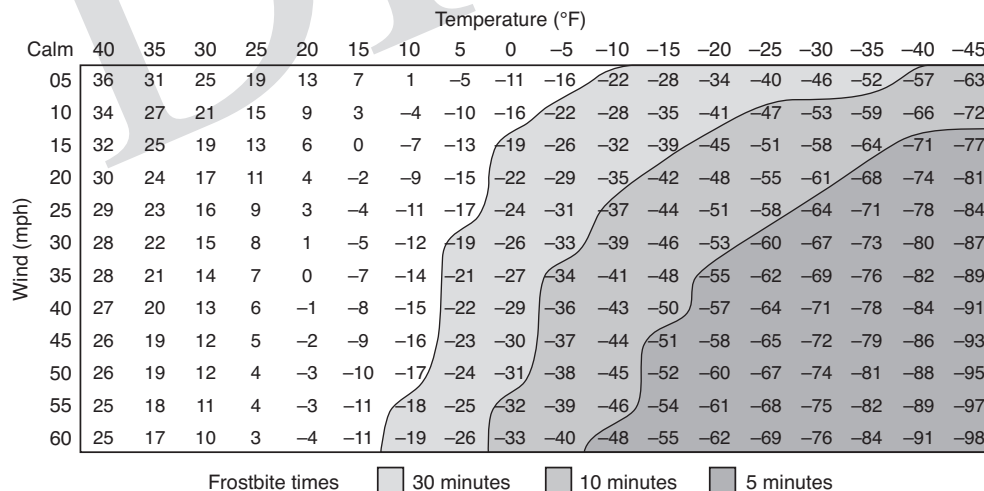 Temperature (°F)
Calm 40 35 30 25 20 15 10 5 0 –5 –10 –15 –20 –25 –30 –35 –40 –45
05 36 31 25 19 13 7 1 –5 –11 –16 –22 –28 –34 –40 –46 –52 –57 –63
10 34 27 21 15 9 3 –4 –10 –16 –22 –28 –35 –41 –47 –53 –59 –66 –72
15 32 25 19 13 6 0 –7 –13 –19 –26 –32 –39 –45 –51 –58 –64 –71 –77
20 30 24 17 11 4 –2 –9 –15 –22 –29 –35 –42 –48 –55 –61 –68 –74 –81
25 29 23 16 9 3 –4 –11 –17 –24 –31 –37 –44 –51 –58 –64 –71 –78 –84
30 28 22 15 8 1 –5 –12 –19 –26 –33 –39 –46 –53 –60 –67 –73 –80 –87
35 28 21 14 7 0 –7 –14 –21 –27 –34 –41 –48 –55 –62 –69 –76 –82 –89
40 27 20 13 6 –1 –8 –15 –22 –29 –36 –43 –50 –57 –64 –71 –78 –84 –91
45 26 19 12 5 –2 –9 –16 –23 –30 –37 –44 –51 –58 –65 –72 –79 –86 –93
50 26 19 12 4 –3 –10 –17 –24 –31 –38 –45 –52 –60 –67 –74 –81 –88 –95
55 25 18 11 4 –3 –11 –18 –25 –32 –39 –46 –54 –61 –68 –75 –82 –89 –97
60 25 17 10 3 –4 –11 –19 –26 –33 –40 –48 –55 –62 –69 –76 –84 –91 –98
Wind (mph)
Frostbite times 30 minutes 10 minutes 5 minutes